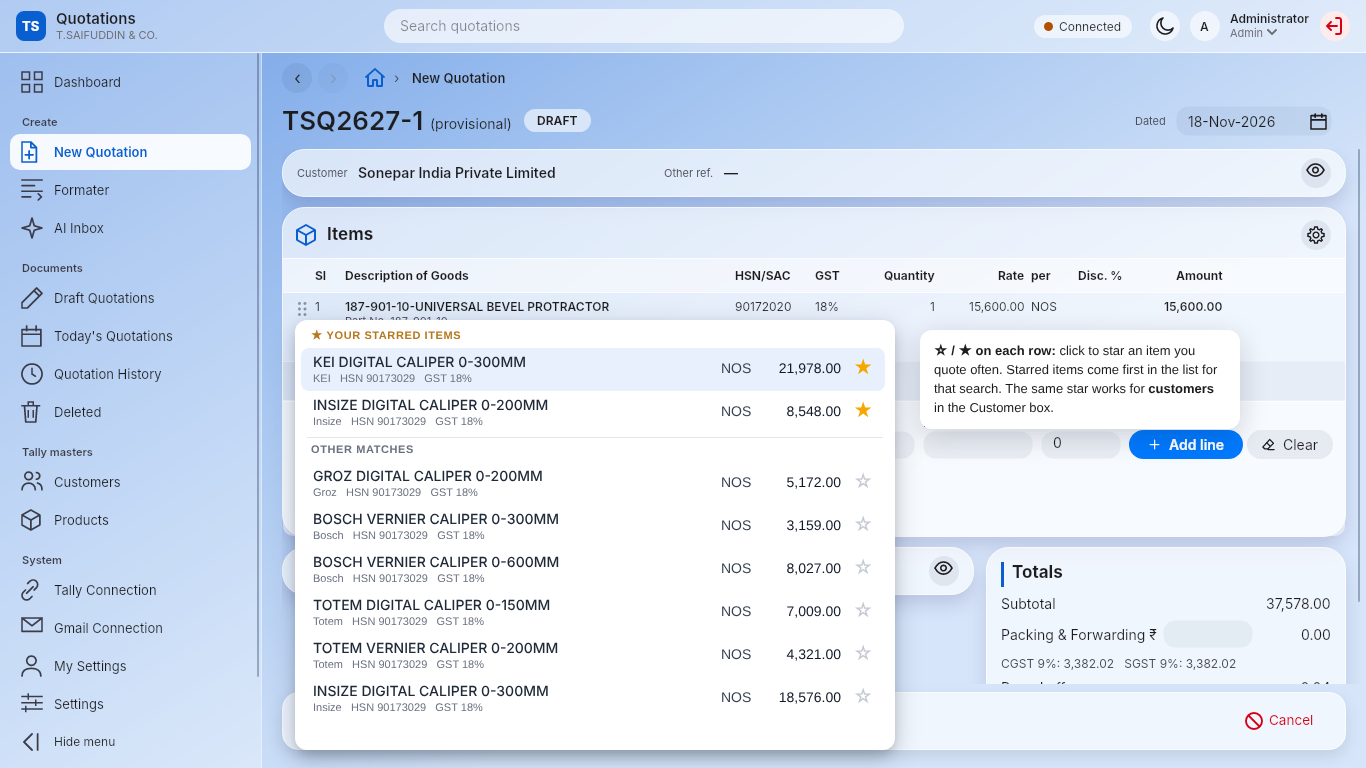 TS
Quotations
T.SAIFUDDIN & CO.
Search quotations
Connected
A
Administrator
Admin
Dashboard
Create
New Quotation
Formater
AI Inbox
Documents
Draft Quotations
Today's Quotations
Quotation History
Deleted
Tally masters
Customers
Products
System
Tally Connection
Gmail Connection
My Settings
Settings
Hide menu
‹ › › New Quotation
TSQ2627-1 (provisional) DRAFT
Dated 18-Nov-2026
Customer Sonepar India Private Limited Other ref. —
Items
Sl Description of Goods HSN/SAC GST Quantity Rate per Disc. % Amount
1 187-901-10-UNIVERSAL BEVEL PROTRACTOR 90172020 18% 1 15,600.00 NOS 15,600.00
★ YOUR STARRED ITEMS
KEI DIGITAL CALIPER 0-300MM NOS 21,978.00 ★
KEI HSN 90173029 GST 18%
INSIZE DIGITAL CALIPER 0-200MM NOS 8,548.00 ★
Insize HSN 90173029 GST 18%
OTHER MATCHES
GROZ DIGITAL CALIPER 0-200MM NOS 5,172.00 ☆
Groz HSN 90173029 GST 18%
BOSCH VERNIER CALIPER 0-300MM NOS 3,159.00 ☆
Bosch HSN 90173029 GST 18%
BOSCH VERNIER CALIPER 0-600MM NOS 8,027.00 ☆
Bosch HSN 90173029 GST 18%
TOTEM DIGITAL CALIPER 0-150MM NOS 7,009.00 ☆
Totem HSN 90173029 GST 18%
TOTEM VERNIER CALIPER 0-200MM NOS 4,321.00 ☆
Totem HSN 90173029 GST 18%
INSIZE DIGITAL CALIPER 0-300MM NOS 18,576.00 ☆
Insize HSN 90173029 GST 18%
☆ / ★ on each row: click to star an item you
quote often. Starred items come first in the list for
that search. The same star works for customers
in the Customer box.
0 + Add line Clear
Totals
Subtotal 37,578.00
Packing & Forwarding ₹ 0.00
CGST 9%: 3,382.02 SGST 9%: 3,382.02
Cancel